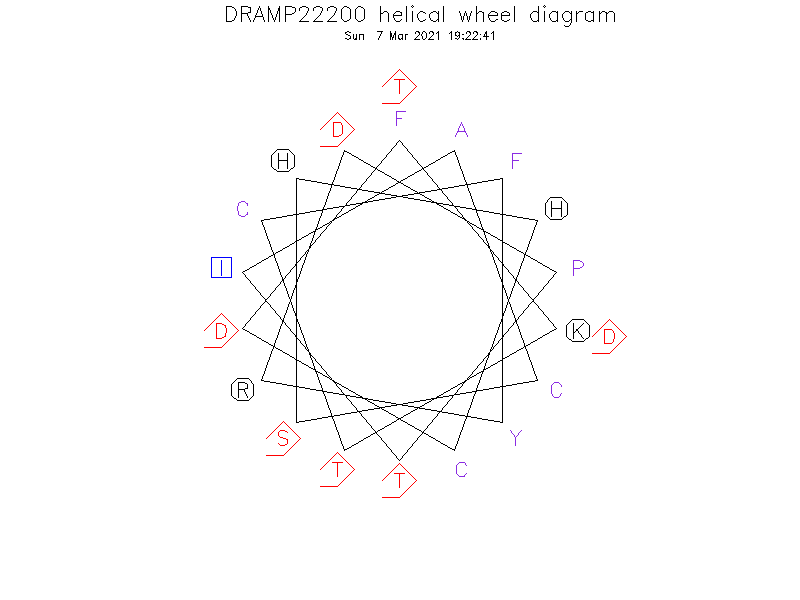 DRAMP22200 helical wheel diagram
Sun 7 Mar 2021 19:22:41
T
F
D
A
H
F
C
H
I
P
D
K
D
R
C
S
Y
T
C
T